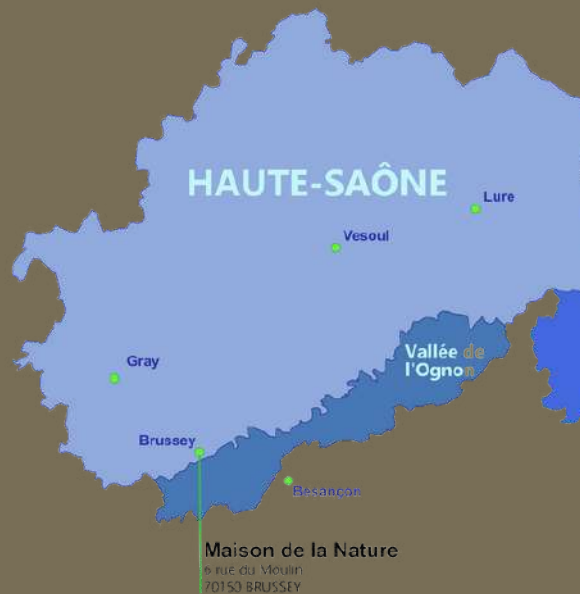 HAUTE-SAÔNE
Lure
Vesoul
Vallée de
l'Ognon
Gray
Brussey
Besançon
Maison de la Nature
rue du Moulin
70150 BRUSSEY